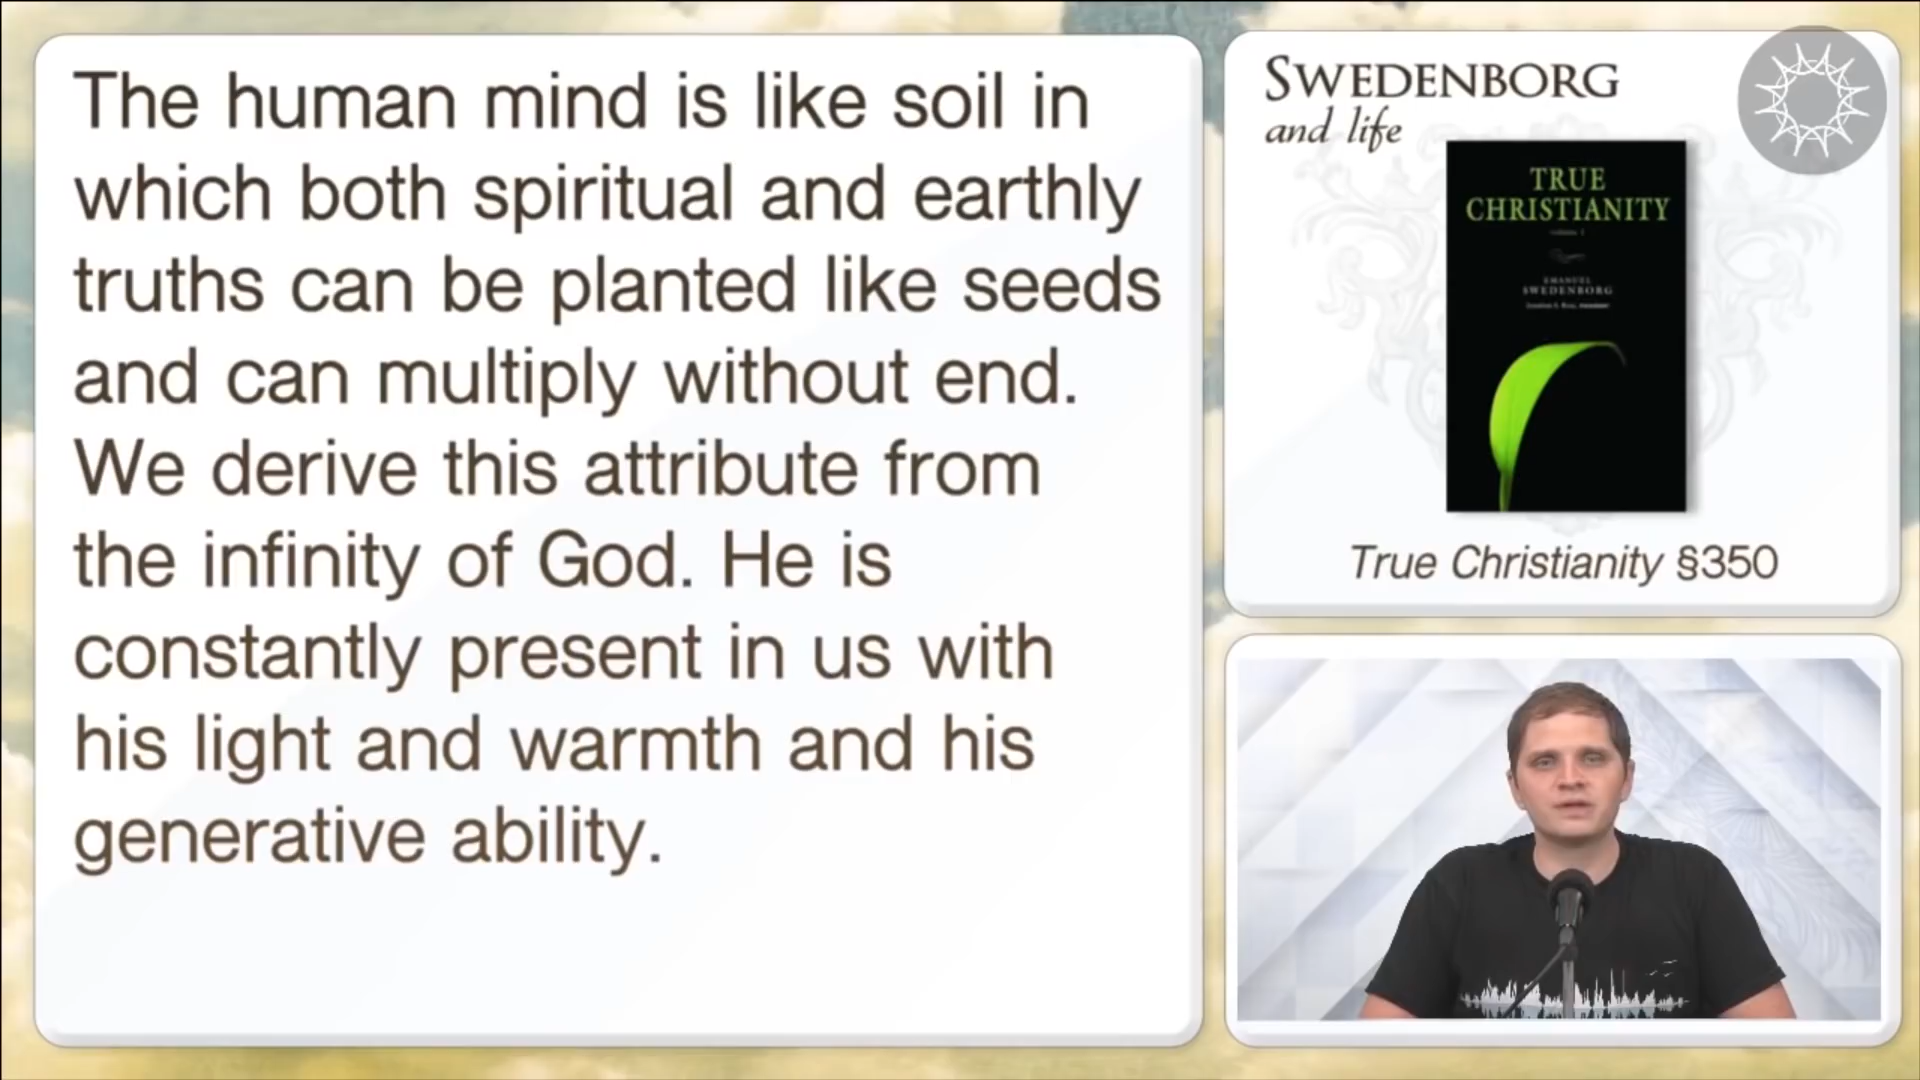 The human mind is like soil in
which both spiritual and earthly
truths can be planted like seeds
and can multiply without end.
We derive this attribute from
the infinity of God. He is
constantly present in us with
his light and warmth and his
generative ability.
SWEDENBORG
and life
TRUE
CHRISTIANITY
EMANUEL
SWEDENBORG
True Christianity §350